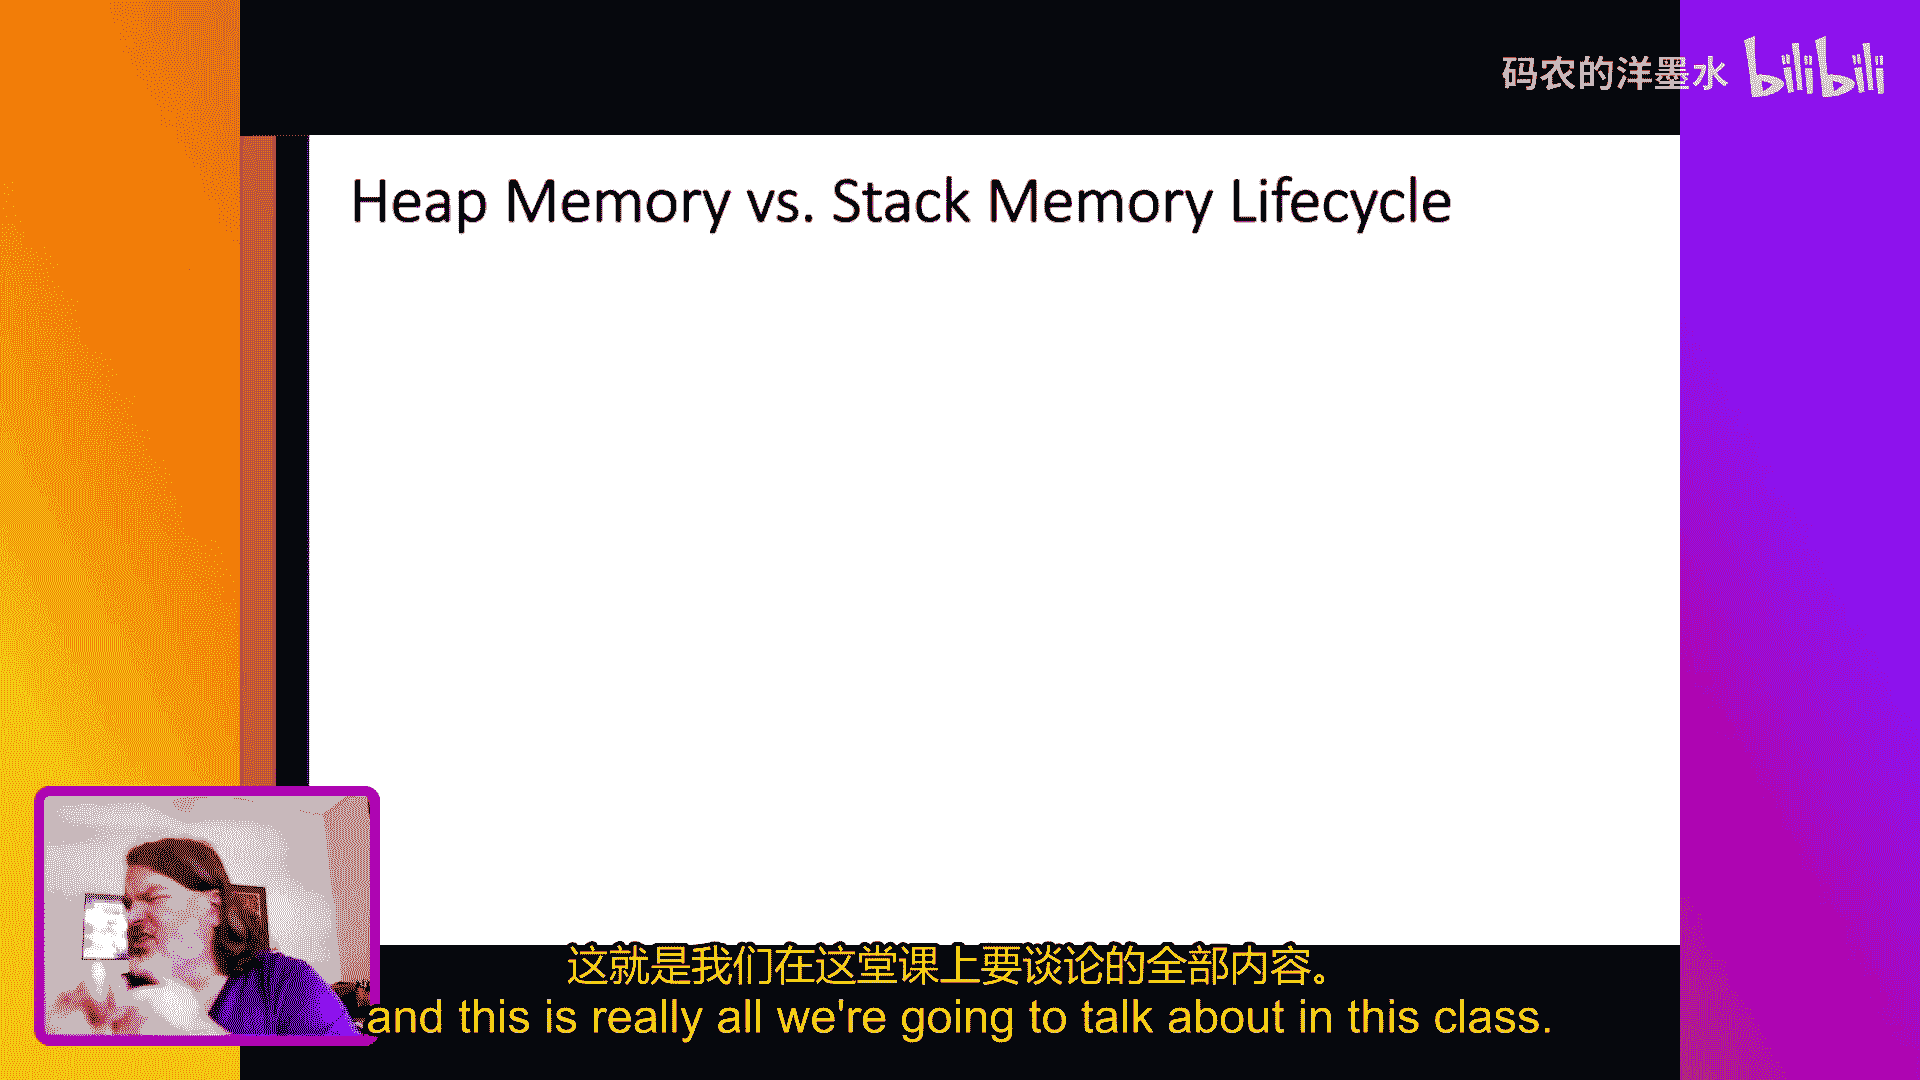 码农的洋墨水 bilibili
Heap Memory vs. Stack Memory Lifecycle
这就是我们在这堂课上要谈论的全部内容。
and this is really all we're going to talk about in this class.